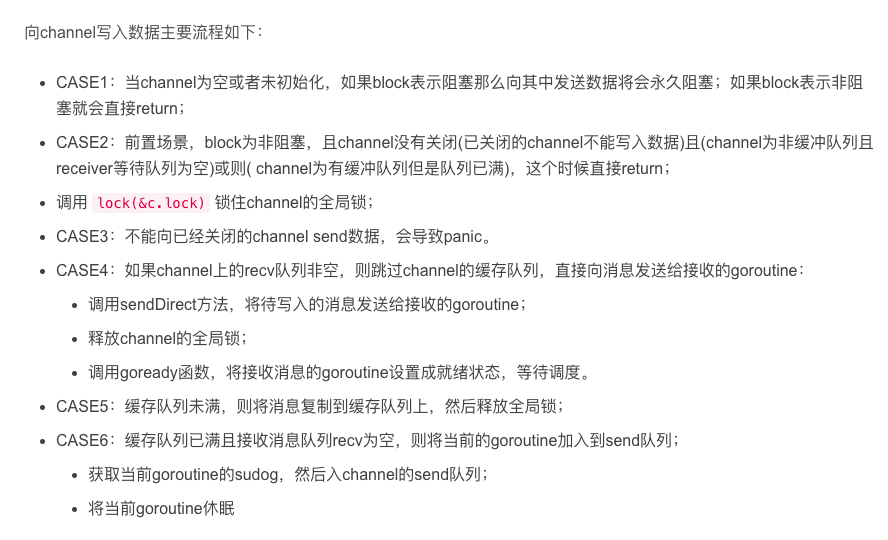 向channel写入数据主要流程如下：
CASE1：当channel为空或者未初始化，如果block表示阻塞那么向其中发送数据将会永久阻塞；如果block表示非阻
塞就会直接return；
CASE2：前置场景，block为非阻塞，且channel没有关闭(已关闭的channel不能写入数据)且(channel为非缓冲队列且
receiver等待队列为空)或则( channel为有缓冲队列但是队列已满)，这个时候直接return；
调用 lock(&c.lock) 锁住channel的全局锁；
CASE3：不能向已经关闭的channel send数据，会导致panic。
CASE4：如果channel上的recv队列非空，则跳过channel的缓存队列，直接向消息发送给接收的goroutine：
调用sendDirect方法，将待写入的消息发送给接收的goroutine；
释放channel的全局锁；
调用goready函数，将接收消息的goroutine设置成就绪状态，等待调度。
CASE5：缓存队列未满，则将消息复制到缓存队列上，然后释放全局锁；
CASE6：缓存队列已满且接收消息队列recv为空，则将当前的goroutine加入到send队列；
获取当前goroutine的sudog，然后入channel的send队列；
将当前goroutine休眠